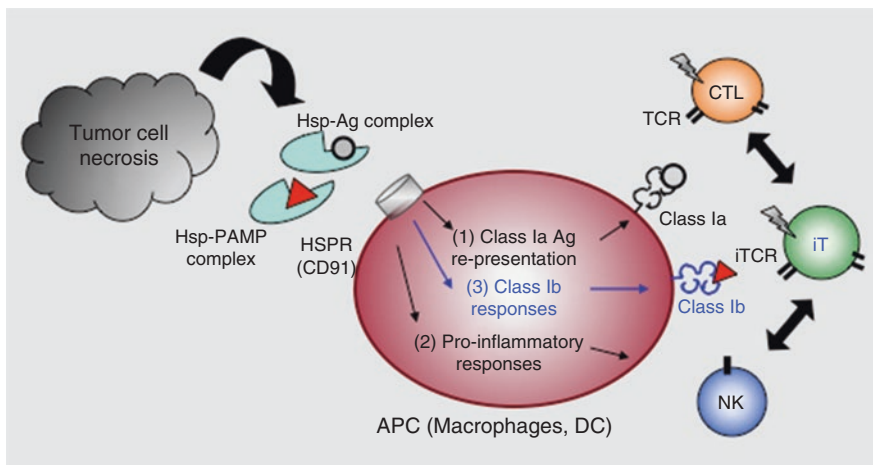 Tumor cell
necrosis
Hsp-Ag complex
Hsp-PAMP
complex
HSPR
(CD91)
(1) Class Ia Ag
re-presentation
(3) Class Ib
responses
(2) Pro-inflammatory
responses
APC (Macrophages, DC)
Class Ia
Class Ib
TCR
CTL
iTCR
iT
NK